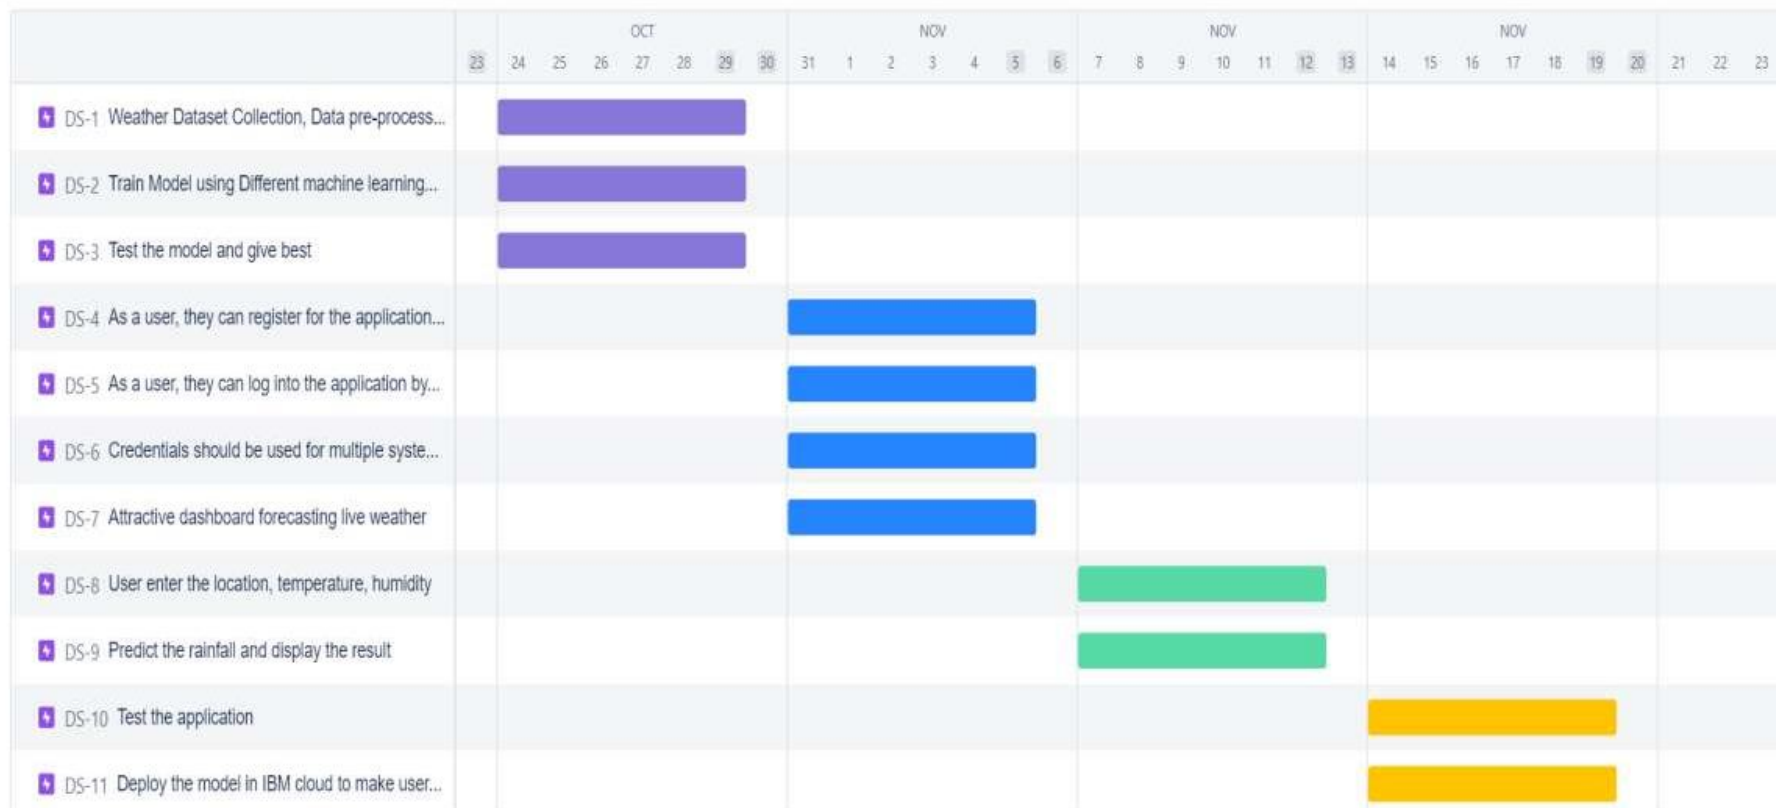 OCT NOV NOV NOV
23 24 25 26 27 28 29 30 31 1 2 3 4 5 6 7 8 9 10 11 12 13 14 15 16 17 18 19 20 21 22 23
DS-1 Weather Dataset Collection, Data pre-process...
DS-2 Train Model using Different machine learning...
DS-3 Test the model and give best
DS-4 As a user, they can register for the application...
DS-5 As a user, they can log into the application by...
DS-6 Credentials should be used for multiple syste...
DS-7 Attractive dashboard forecasting live weather
DS-8 User enter the location, temperature, humidity
DS-9 Predict the rainfall and display the result
DS-10 Test the application
DS-11 Deploy the model in IBM cloud to make user...